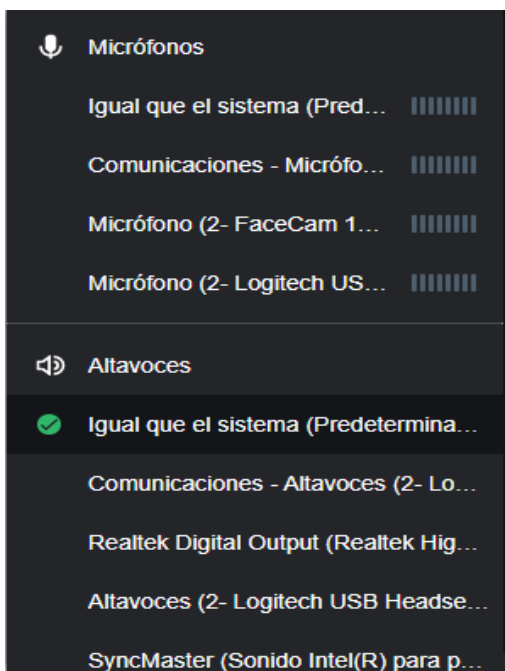 Micrófonos
Igual que el sistema (Pred...
Comunicaciones - Micrófo...
Micrófono (2- FaceCam 1...
Micrófono (2- Logitech US...
Altavoces
Igual que el sistema (Predetermina...
Comunicaciones - Altavoces (2- Lo...
Realtek Digital Output (Realtek Hig...
Altavoces (2- Logitech USB Headse...
SyncMaster (Sonido Intel(R) para p...